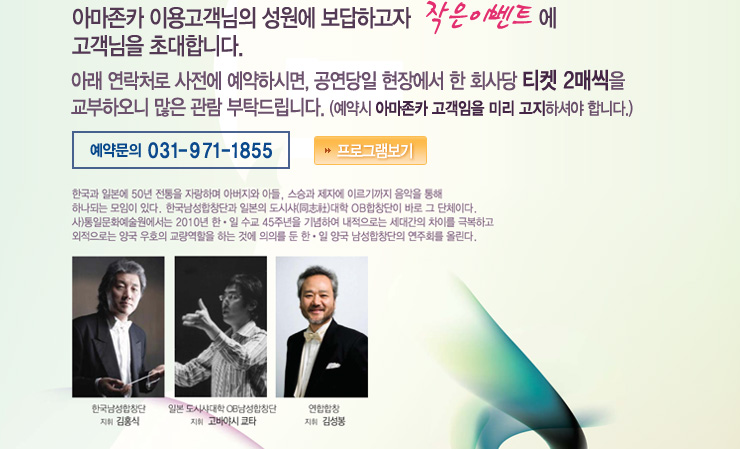 아마존카 이용고객님의 성원에 보답하고자 작은이벤트 에
고객님을 초대합니다.
아래 연락처로 사전에 예약하시면, 공연당일 현장에서 한 회사당 티켓 2매씩을
교부하오니 많은 관람 부탁드립니다. (예약시 아마존카 고객임을 미리 고지하셔야 합니다.)
예약문의 031-971-1855 프로그램보기
한국과 일본에 50년 전통을 자랑하며 아버지와 아들, 스승과 제자에 이르기까지 음악을 통해
하나되는 모임이 있다. 한국남성합창단과 일본의 도시샤(同志社)대학 OB합창단이 바로 그 단체이다.
사)통일문화예술원에서는 2010년 한·일 수교 45주년을 기념하여 내적으로는 세대간의 차이를 극복하고
외적으로는 양국 우호의 교량역할을 하는 것에 의의를 둔 한·일 양국 남성합창단의 연주회를 올린다.
한국남성합창단 일본 도시샤대학 OB남성합창단 연합합창
지휘 김홍식 지휘 고바야시 쿄타 지휘 김성봉